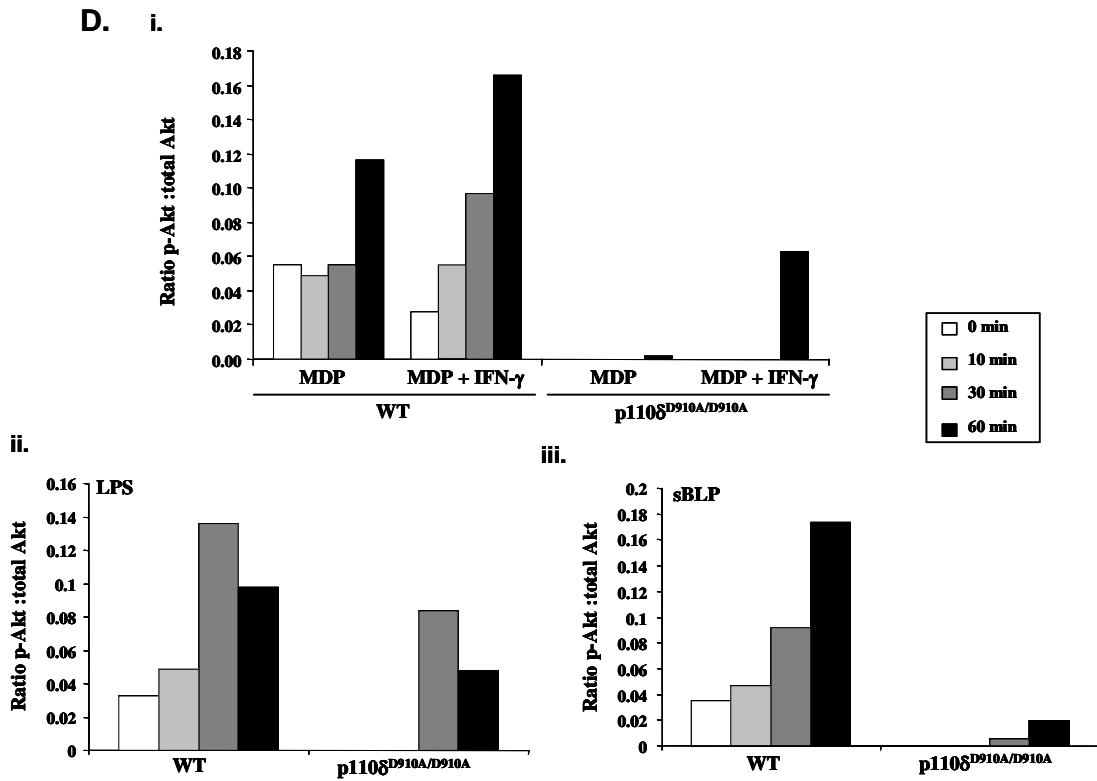 D. i.
Ratio p-Akt :total Akt
0.18
0.16
0.14
0.12
0.10
0.08
0.06
0.04
0.02
0.00
MDP MDP + IFN-γ MDP MDP + IFN-γ
WT p110δD910A/D910A
0 min
10 min
30 min
60 min
ii.
LPS
Ratio p-Akt :total Akt
0.16
0.14
0.12
0.1
0.08
0.06
0.04
0.02
0
WT p110δD910A/D910A
iii.
sBLP
Ratio p-Akt :total Akt
0.2
0.18
0.16
0.14
0.12
0.1
0.08
0.06
0.04
0.02
0
WT p110δD910A/D910A